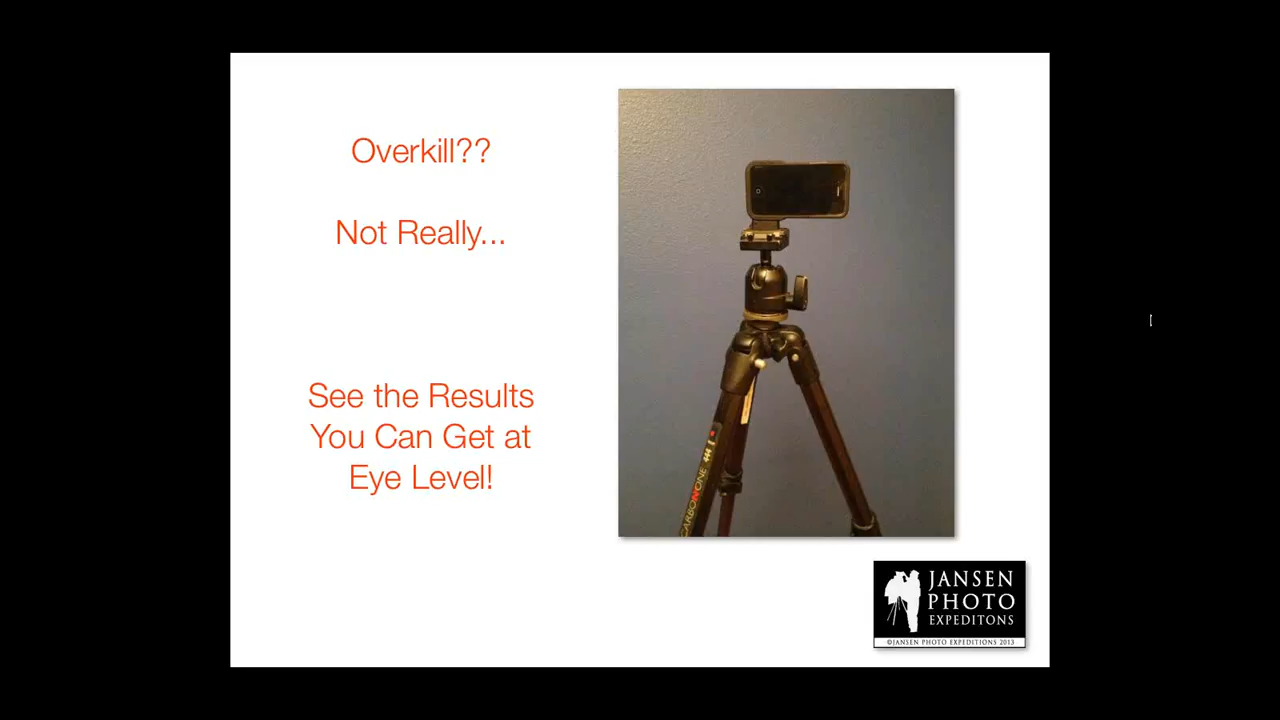 Overkill??
Not Really...
See the Results
You Can Get at
Eye Level!
CARBONONE 444
JANSEN
PHOTO
EXPEDITONS
©JANSEN PHOTO EXPEDITIONS 2013